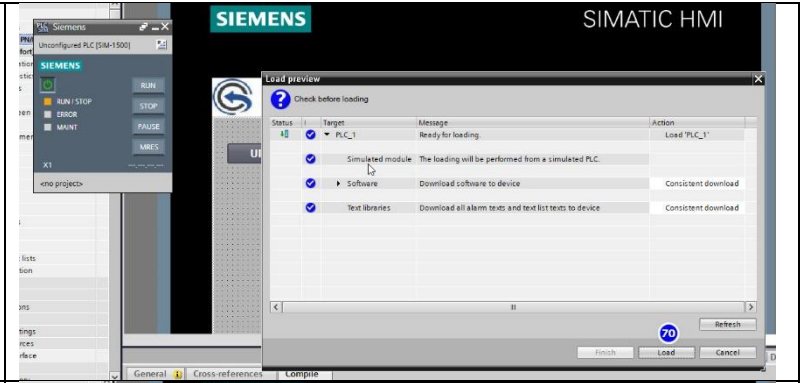 SIEMENS
SIMATIC HMI
Siemens
Unconfigured PLC [SIM-1500]
SIEMENS
RUN / STOP
ERROR
MAINT
RUN
STOP
PAUSE
MRES
X1 -.-.-.-
<no project>
Load preview
Check before loading
Status ! Target Message Action
PLC_1 Ready for loading. Load 'PLC_1'
Simulated module The loading will be performed from a simulated PLC.
Software Download software to device Consistent download
Text libraries Download all alarm texts and text list texts to device Consistent download
Refresh
70
Finish Load Cancel
lists
tion
ons
tings
rces
rface
General Cross-references Compile